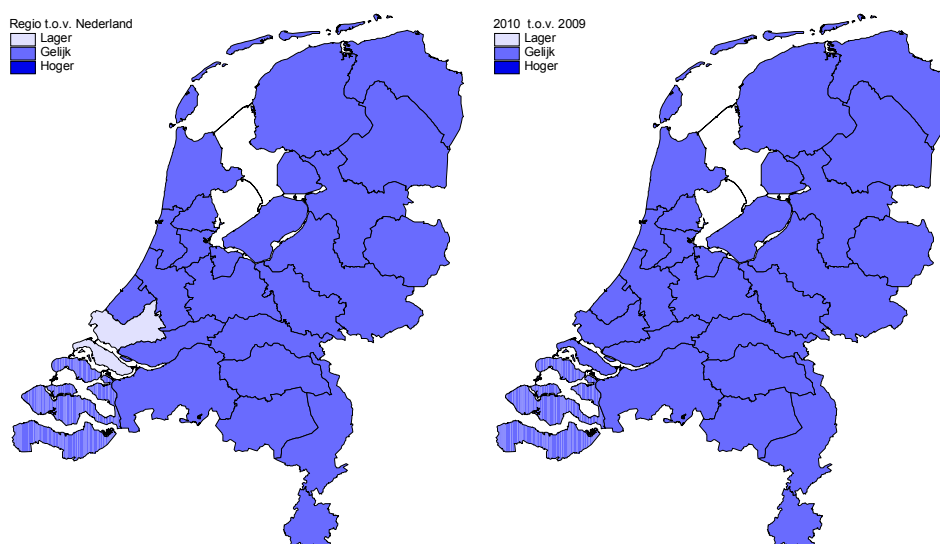 Regio t.o.v. Nederland
Lager
Gelijk
Hoger
2010 t.o.v. 2009
Lager
Gelijk
Hoger